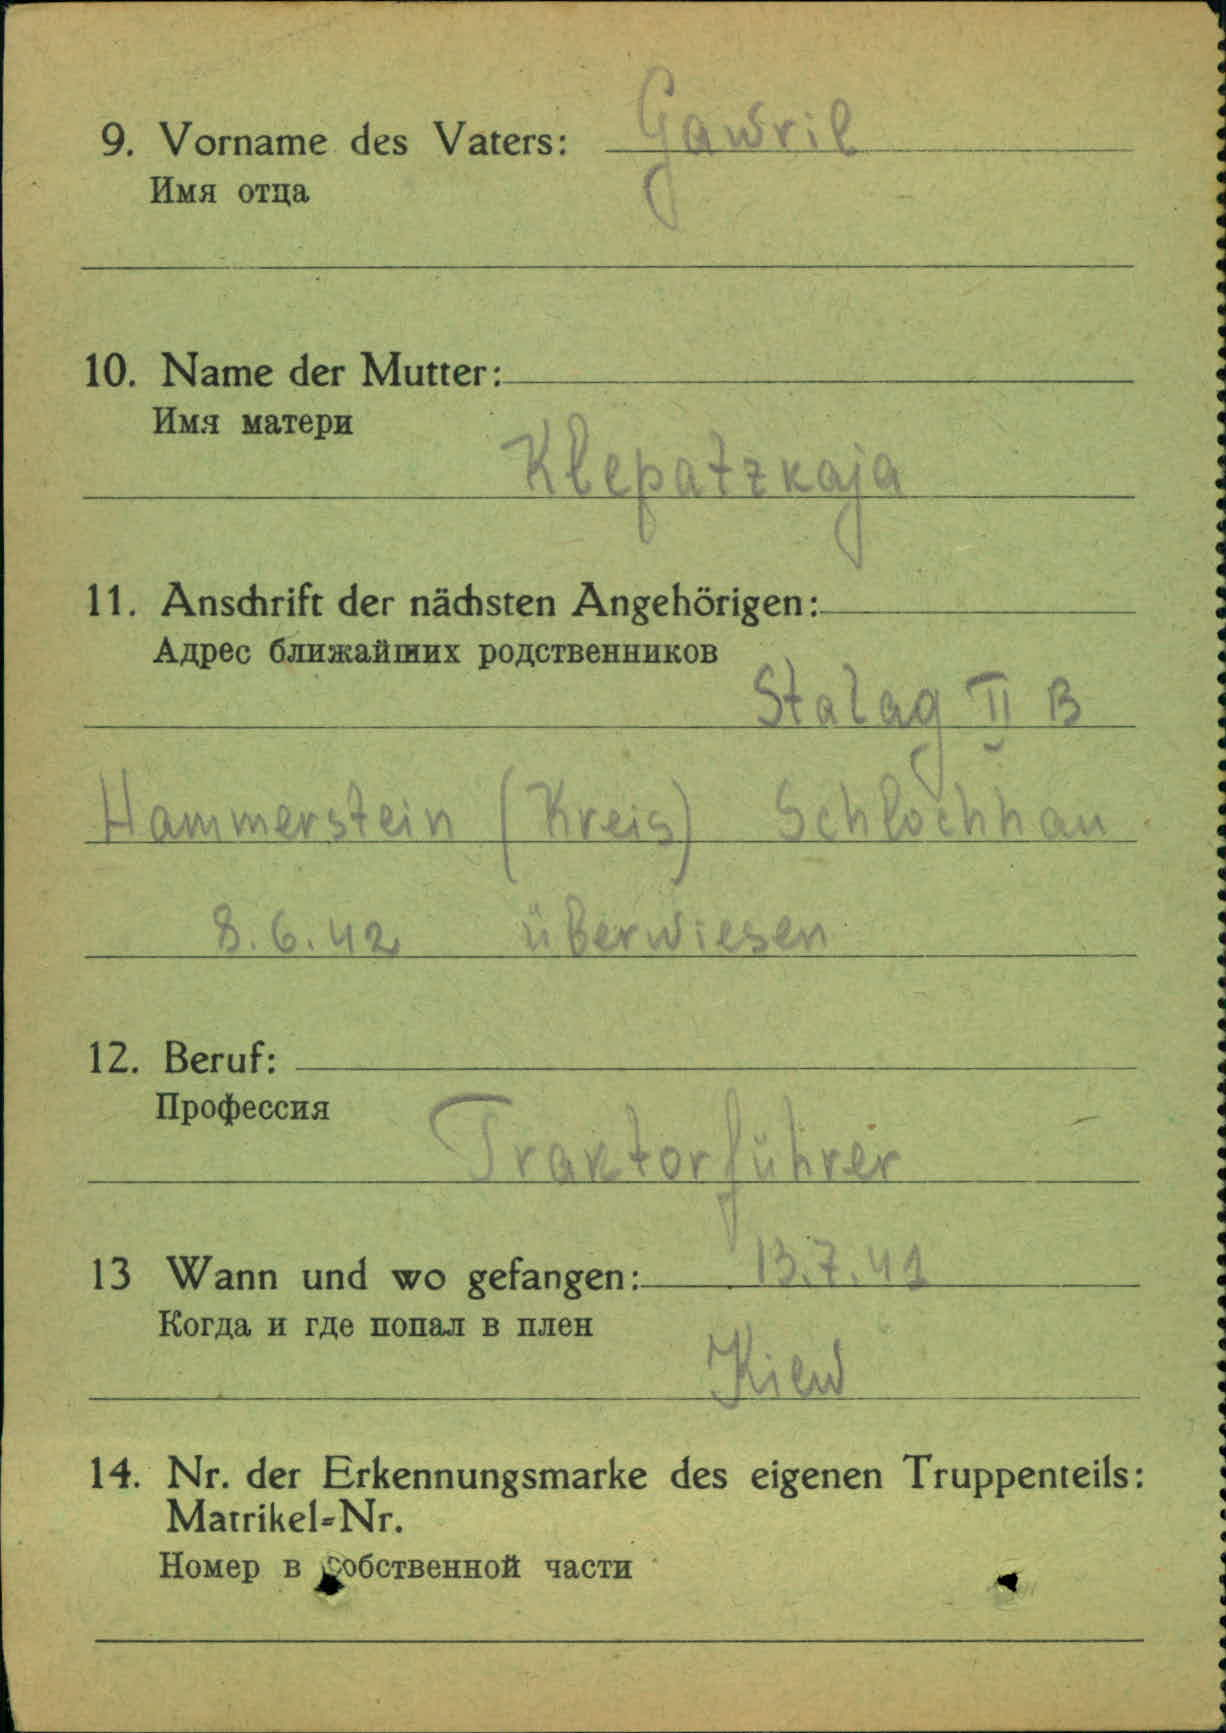 9. Vorname des Vaters: Gawril
Имя отца
10. Name der Mutter:
Имя матери
Klepatzkaja
11. Anschrift der nächsten Angehörigen:
Адрес ближайших родственников
Stalag II B
Hammerstein (Kreis) Schlochhau
8.6.42 überwiesen
12. Beruf:
Профессия
Traktorführer
13 Wann und wo gefangen: 13.7.41
Когда и где попал в плен
Kiew
14. Nr. der Erkennungsmarke des eigenen Truppenteils:
Matrikel-Nr.
Номер в собственной части